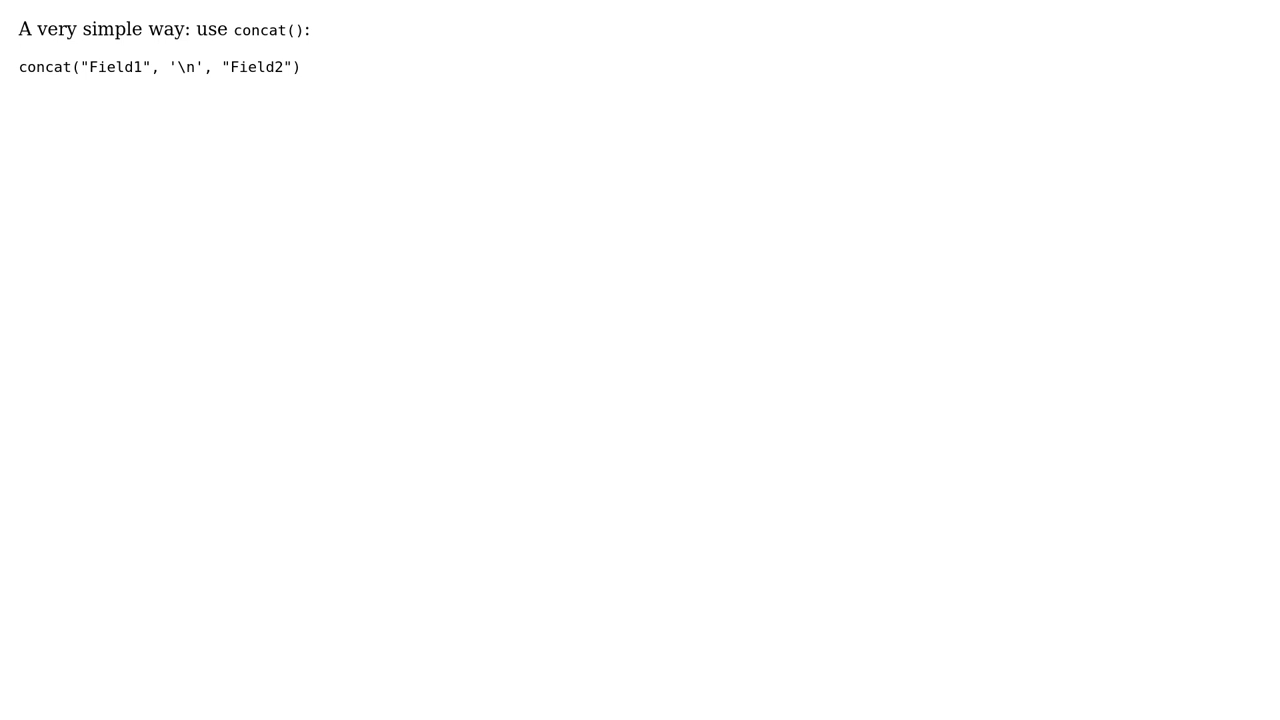 A very simple way: use concat():
concat("Field1", '\n', "Field2")